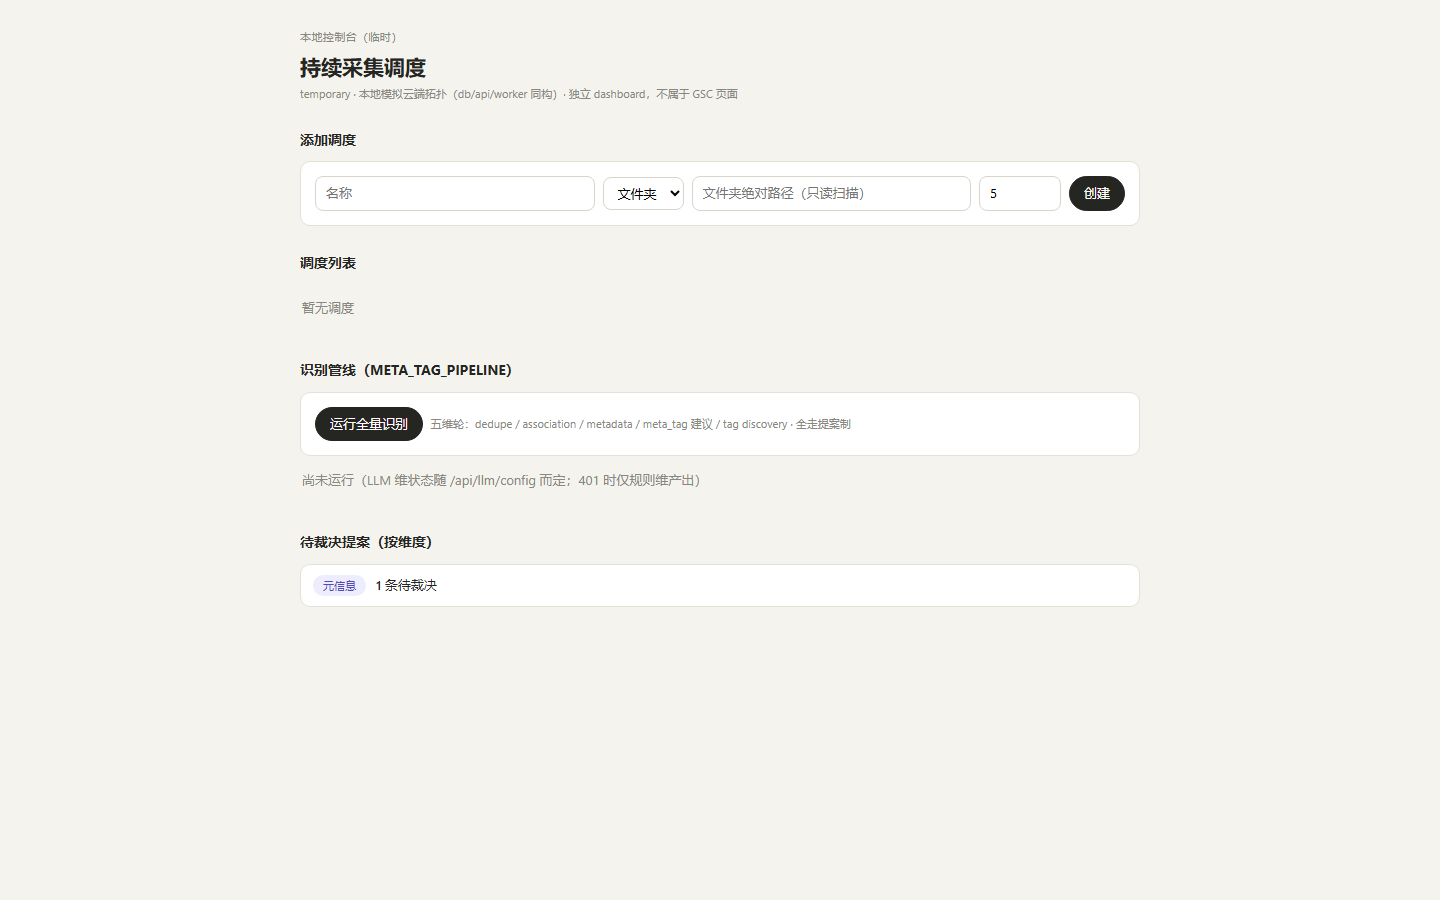 本地控制台（临时）
持续采集调度
temporary · 本地模拟云端拓扑（db/api/worker 同构）· 独立 dashboard，不属于 GSC 页面
添加调度
名称 文件夹 文件夹绝对路径（只读扫描） 5 创建
调度列表
暂无调度
识别管线（META_TAG_PIPELINE）
运行全量识别 五维轮：dedupe / association / metadata / meta_tag 建议 / tag discovery · 全走提案制
尚未运行（LLM 维状态随 /api/llm/config 而定；401 时仅规则维产出）
待裁决提案（按维度）
元信息 1 条待裁决